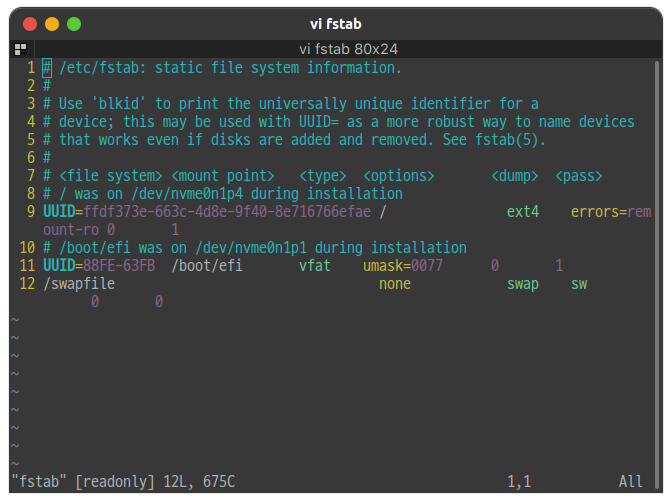 vi fstab
vi fstab 80x24
1 # /etc/fstab: static file system information.
2 #
3 # Use 'blkid' to print the universally unique identifier for a
4 # device; this may be used with UUID= as a more robust way to name devices
5 # that works even if disks are added and removed. See fstab(5).
6 #
7 # <file system> <mount point>   <type>  <options>       <dump>  <pass>
8 # / was on /dev/nvme0n1p4 during installation
9 UUID=ffdf373e-663c-4d8e-9f40-8e716766efae /               ext4    errors=rem
ount-ro 0       1
10 # /boot/efi was on /dev/nvme0n1p1 during installation
11 UUID=88FE-63FB  /boot/efi       vfat    umask=0077      0       1
12 /swapfile                                 none            swap    sw
0       0
~
~
~
~
~
~
~
~
~
"fstab" [readonly] 12L, 675C                                  1,1           All